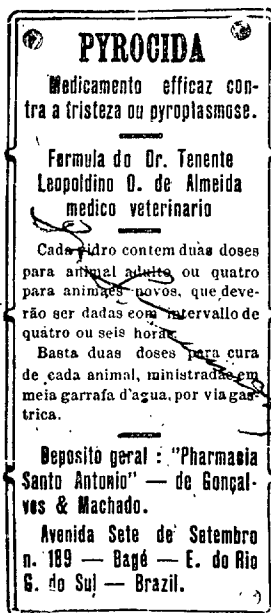 PYROCIDA
Medicamento efficaz con-
tra a tristeza ou pyroplasmose.
Formula do Dr. Tenente
Leopoldino O. de Almeida
medico veterinario
Cada vidro contem duas doses
para animal adulto ou quatro
para animaes novos, que deve-
rão ser dadas com intervallo de
quatro ou seis horas.
Basta duas doses para cura
de cada animal, ministradas em
meia garrafa d'agua, por via gas-
trica.
Deposito geral : "Pharmasia
Santo Antonio" — de Gonçal-
ves & Machado.
Avenida Sete de Setembro
n. 189 — Bagé — E. do Rio
G. do Sul — Brazil.